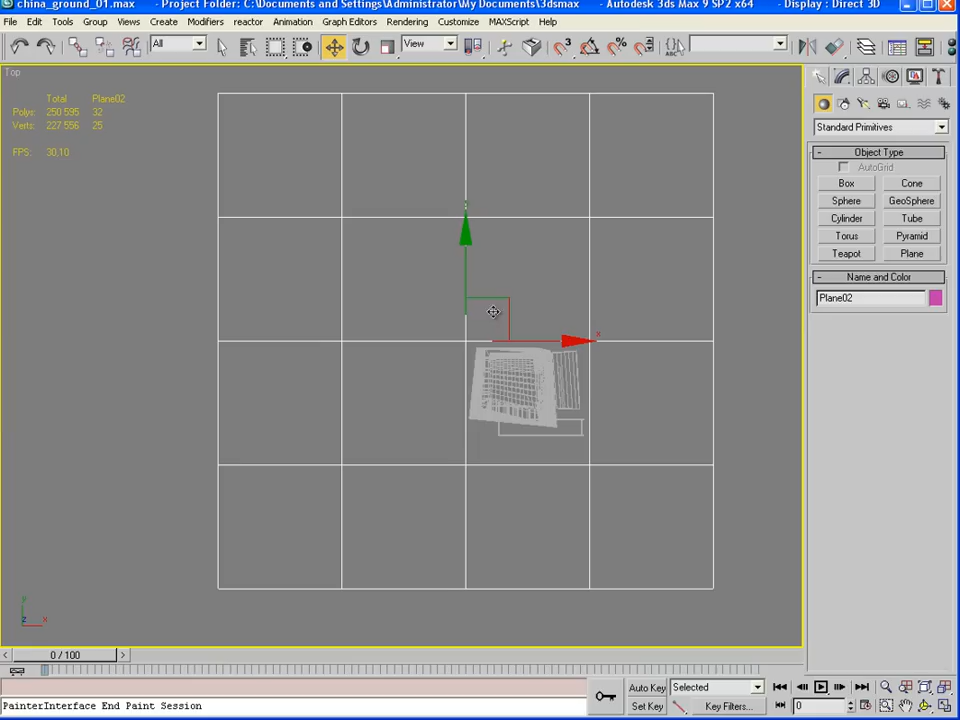 china_ground_01.max - Project Folder: C:\Documents and Settings\Administrator\My Documents\3dsmax - Autodesk 3ds Max 9 SP2 x64 - Display : Direct 3D
File Edit Tools Group Views Create Modifiers reactor Animation Graph Editors Rendering Customize MAXScript Help
All View
Top
Total Plane02
Polys: 250 595 32
Verts: 227 556 25
FPS: 30,10
Standard Primitives
- Object Type
AutoGrid
Box Cone
Sphere GeoSphere
Cylinder Tube
Torus Pyramid
Teapot Plane
- Name and Color
Plane02
y
x
z
x
0 / 100
Auto Key Selected
Set Key Key Filters... 0
PainterInterface End Paint Session